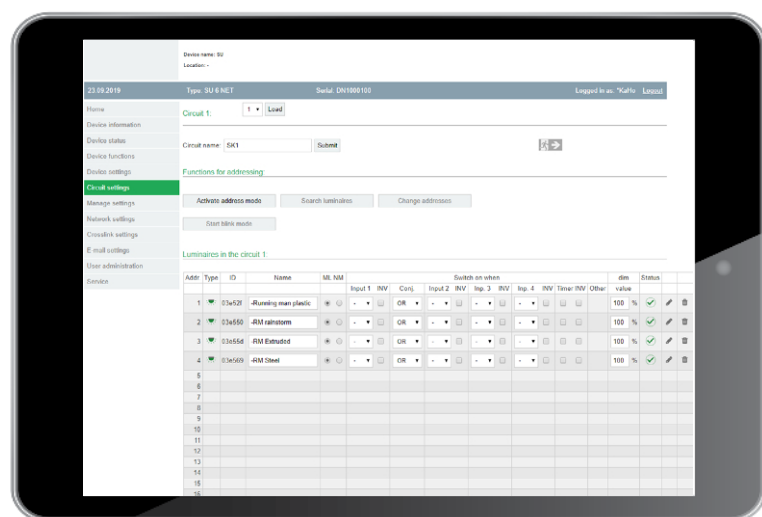 Device name: SU
Location: -
23.09.2019 Type: SU 6 NET Serial: DN1000100 Logged in as: *KaHo Logout
Home
Device information
Device status
Device functions
Device settings
Circuit settings
Manage settings
Network settings
Crosslink settings
E-mail settings
User administration
Service
Circuit 1: 1 Load
Circuit name: SK1 Submit
Functions for addressing:
Activate address mode Search luminaires Change addresses
Start blink mode
Luminaires in the circuit 1:
Addr Type ID Name ML NM Switch on when dim Status
Input 1 INV Conj. Input 2 INV Inp. 3 INV Inp. 4 INV Timer INV Other value
1 03e52f -Running man plastic - OR - - - 100 %
2 03e550 -RM rainstorm - OR - - - 100 %
3 03e55d -RM Extruded - OR - - - 100 %
4 03e569 -RM Steel - OR - - - 100 %
5
6
7
8
9
10
11
12
13
14
15
16